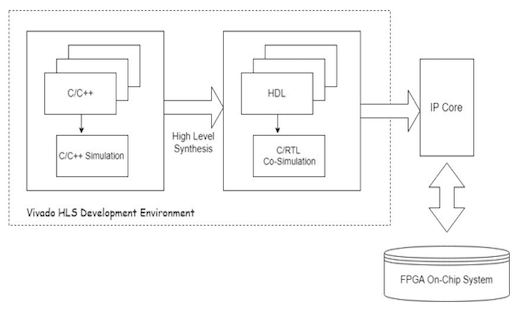 C/C++
C/C++ Simulation
High Level
Synthesis
HDL
C/RTL
Co-Simulation
IP Core
Vivado HLS Development Environment
FPGA On-Chip System